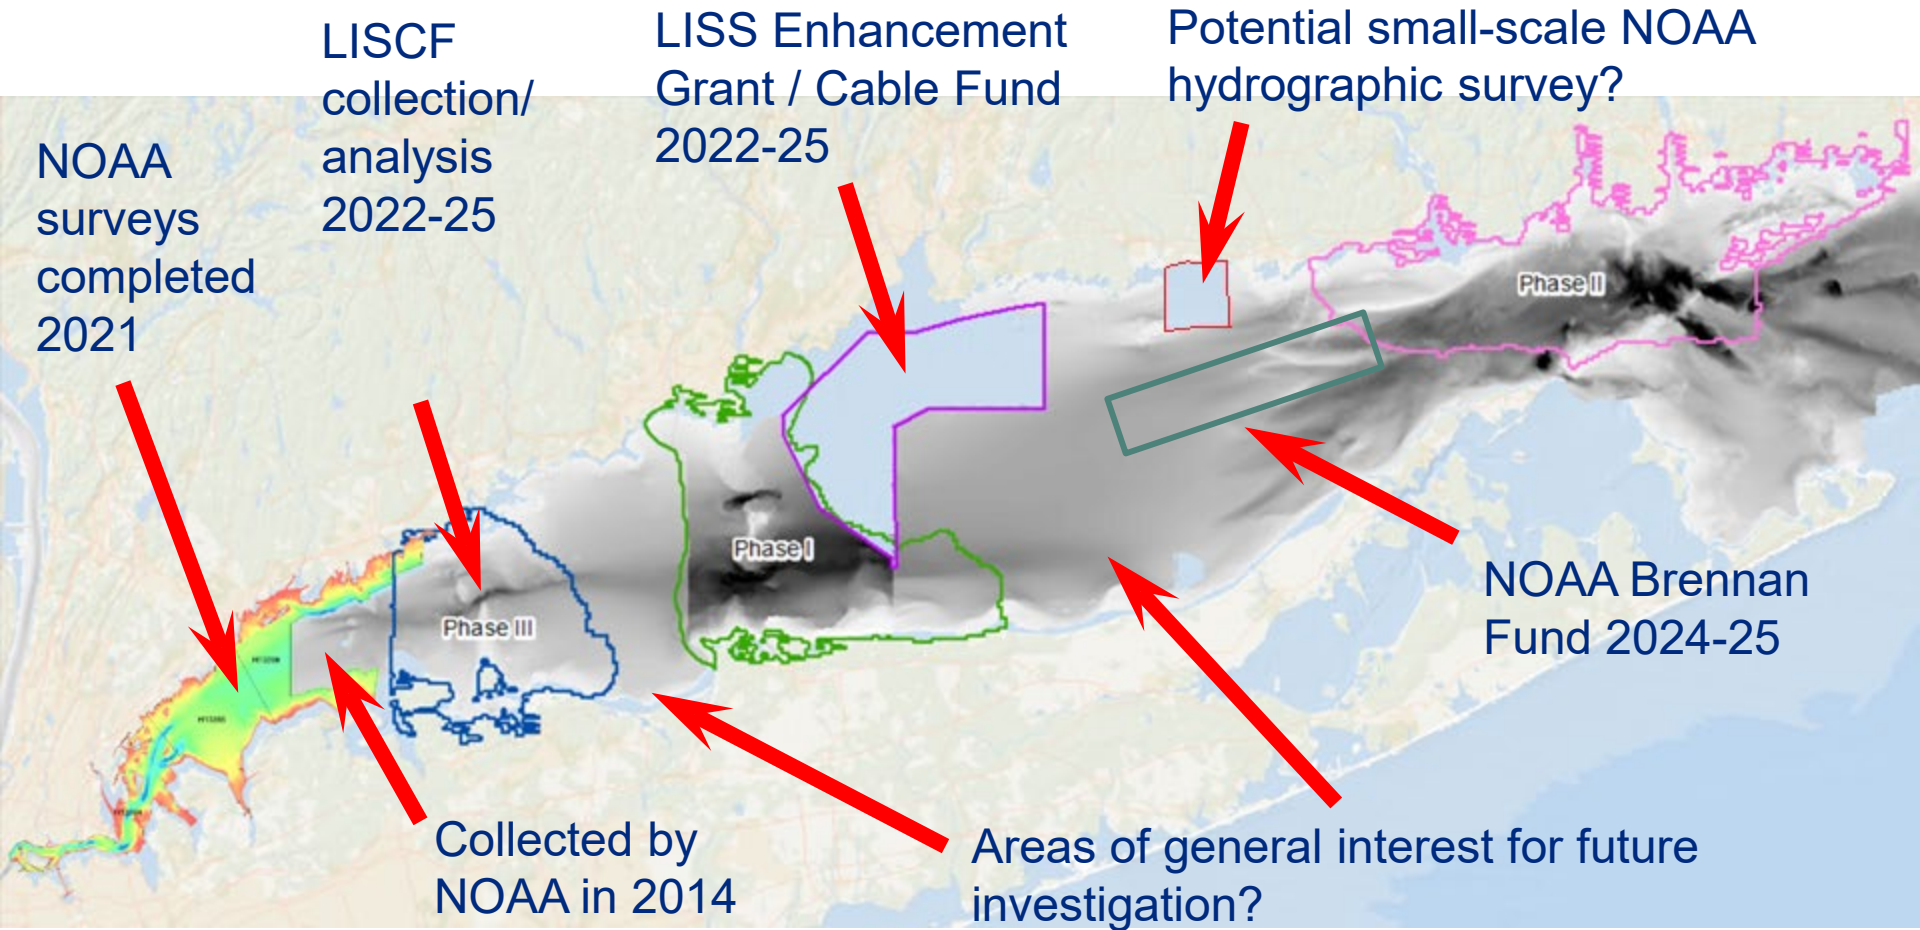 LISCF
collection/
analysis
2022-25
LISS Enhancement
Grant / Cable Fund
2022-25
Potential small-scale NOAA
hydrographic survey?
NOAA
surveys
completed
2021
Phase II
Phase I
Phase III
NOAA Brennan
Fund 2024-25
Collected by
NOAA in 2014
Areas of general interest for future
investigation?